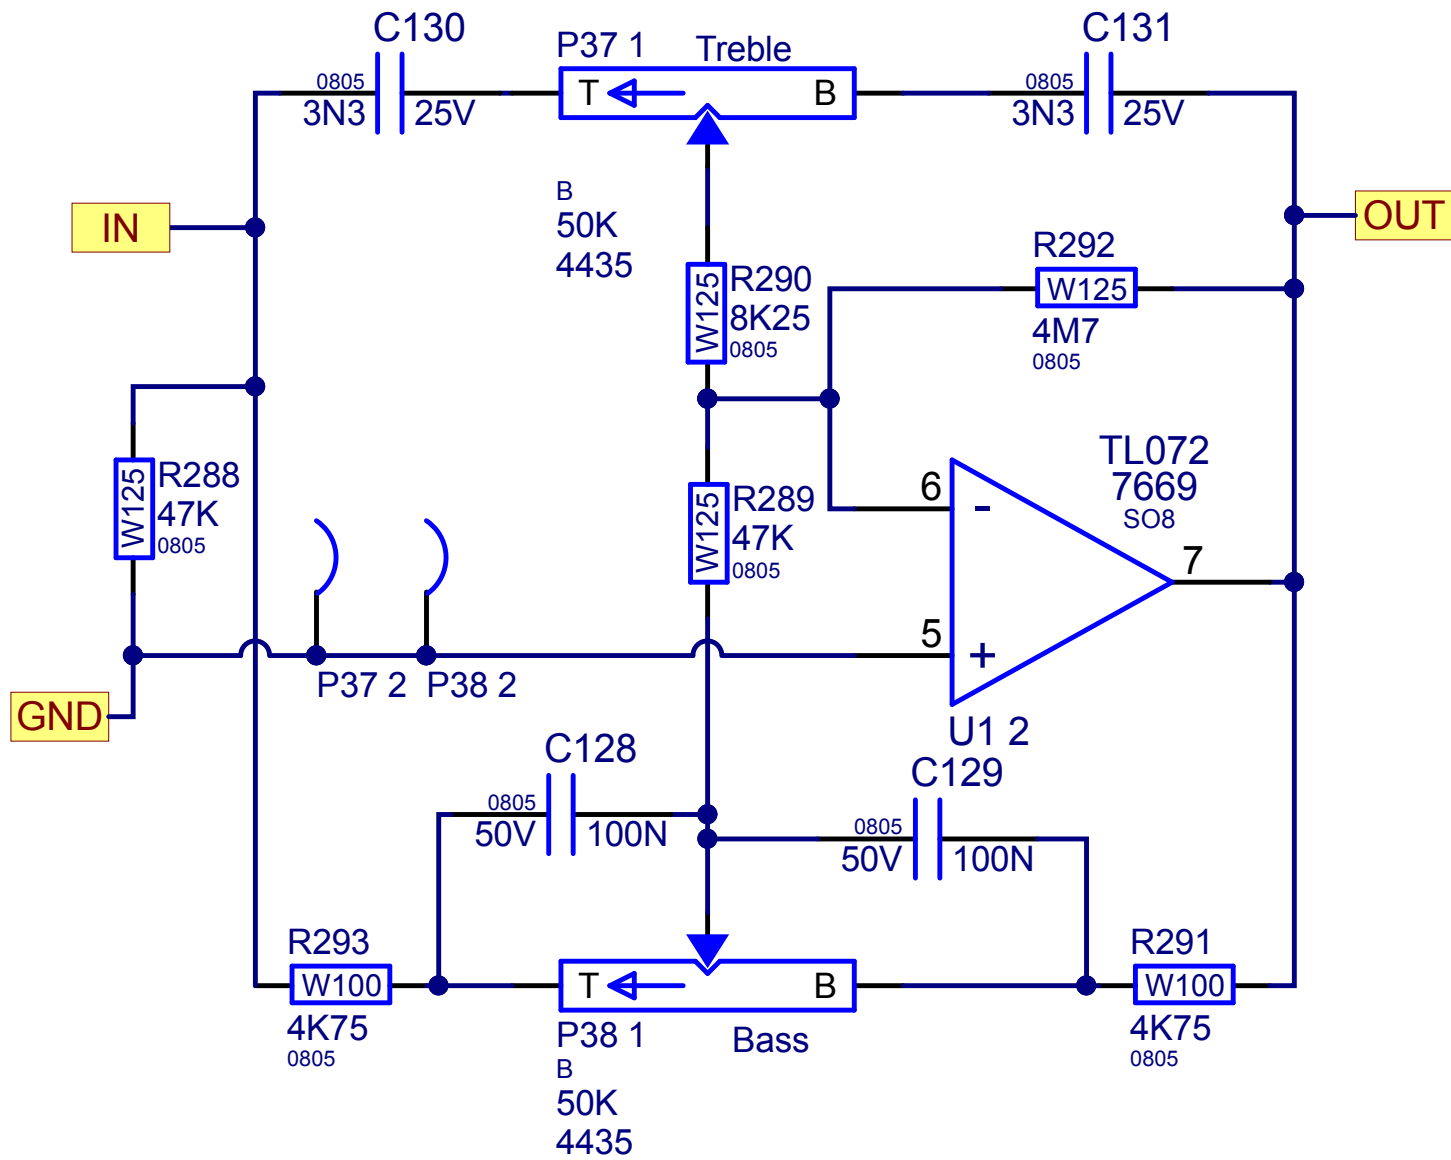 C130
0805
3N3
25V
P37 1
Treble
T
B
C131
0805
3N3
25V
IN
B
50K
4435
OUT
R290
W125
8K25
0805
R292
W125
4M7
0805
R288
W125
47K
0805
R289
W125
47K
0805
TL072
7669
SO8
6
-
7
5
+
U1 2
P37 2
P38 2
GND
C128
0805
50V
100N
C129
0805
50V
100N
R293
W100
4K75
0805
T
B
P38 1
Bass
B
50K
4435
R291
W100
4K75
0805